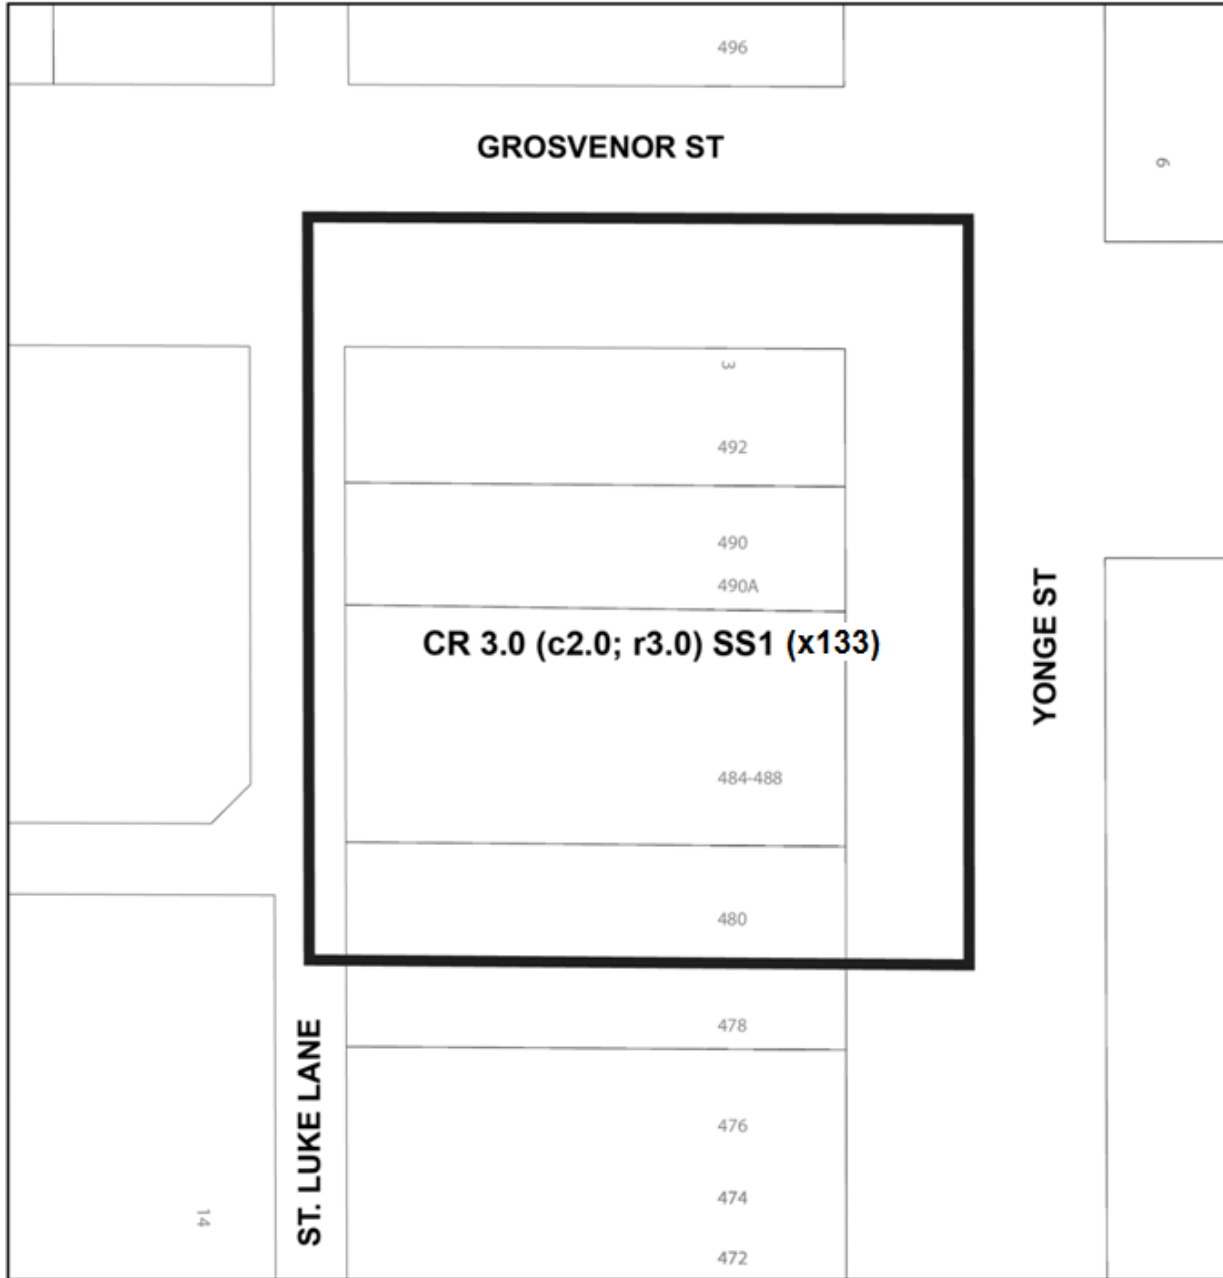 496
GROSVENOR ST
6
3
492
490
490A
CR 3.0 (c2.0; r3.0) SS1 (x133)
YONGE ST
484-488
480
478
ST. LUKE LANE
476
474
14
472